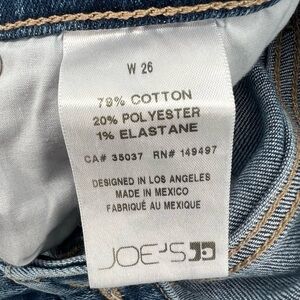 W 26
79% COTTON
20% POLYESTER
1% ELASTANE
CA# 35037 RN# 149497
DESIGNED IN LOS ANGELES
MADE IN MEXICO
FABRIQUÉ AU MEXIQUE
JOE'S